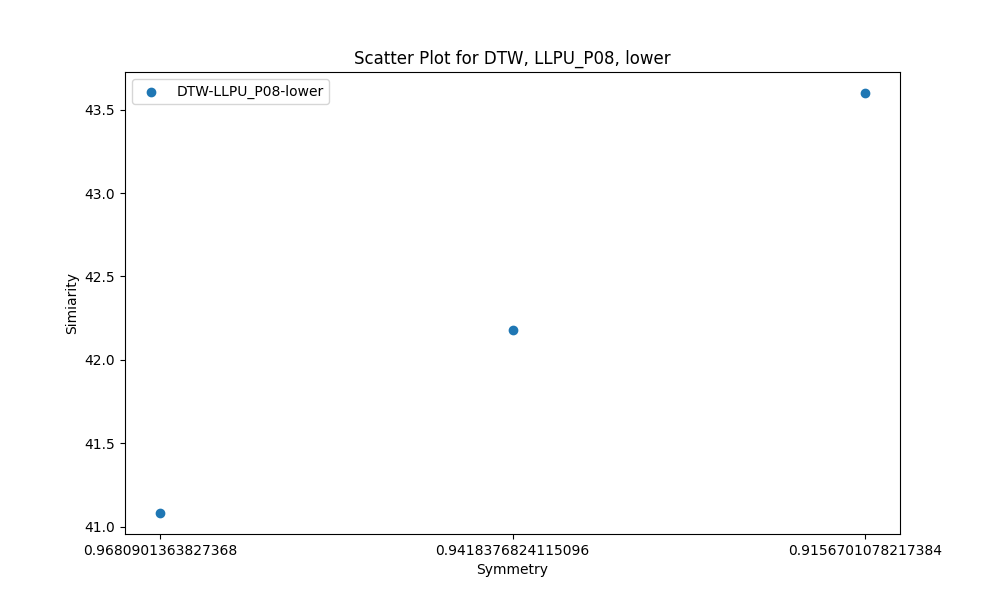 Scatter Plot for DTW, LLPU_P08, lower
DTW-LLPU_P08-lower
43.5
43.0
42.5
42.0
41.5
41.0
Simiarity
0.9680901363827368 0.9418376824115096 0.9156701078217384
Symmetry